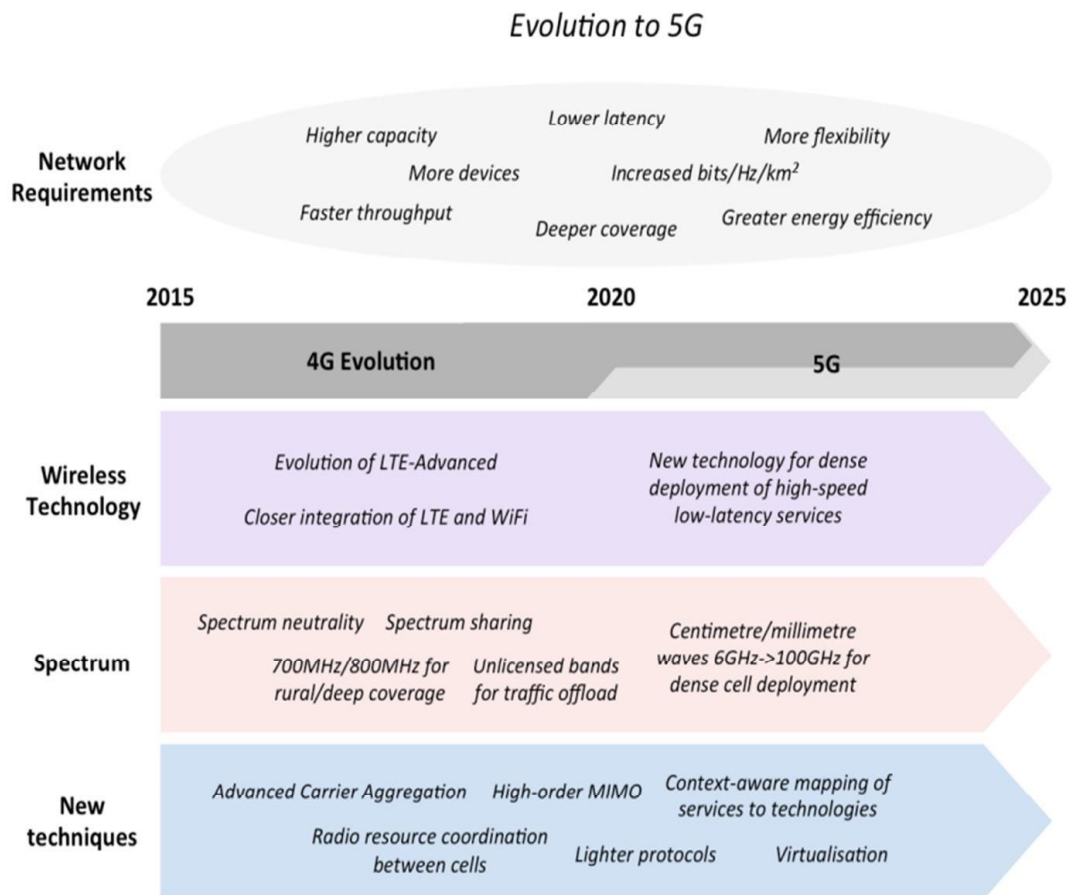 Evolution to 5G
Network
Requirements
Higher capacity
Lower latency
More flexibility
More devices
Increased bits/Hz/km²
Faster throughput
Deeper coverage
Greater energy efficiency
2015
2020
2025
4G Evolution
5G
Wireless
Technology
Evolution of LTE-Advanced
Closer integration of LTE and WiFi
New technology for dense
deployment of high-speed
low-latency services
Spectrum
Spectrum neutrality
Spectrum sharing
700MHz/800MHz for
rural/deep coverage
Unlicensed bands
for traffic offload
Centimetre/millimetre
waves 6GHz->100GHz for
dense cell deployment
New
techniques
Advanced Carrier Aggregation
High-order MIMO
Context-aware mapping of
services to technologies
Radio resource coordination
between cells
Lighter protocols
Virtualisation